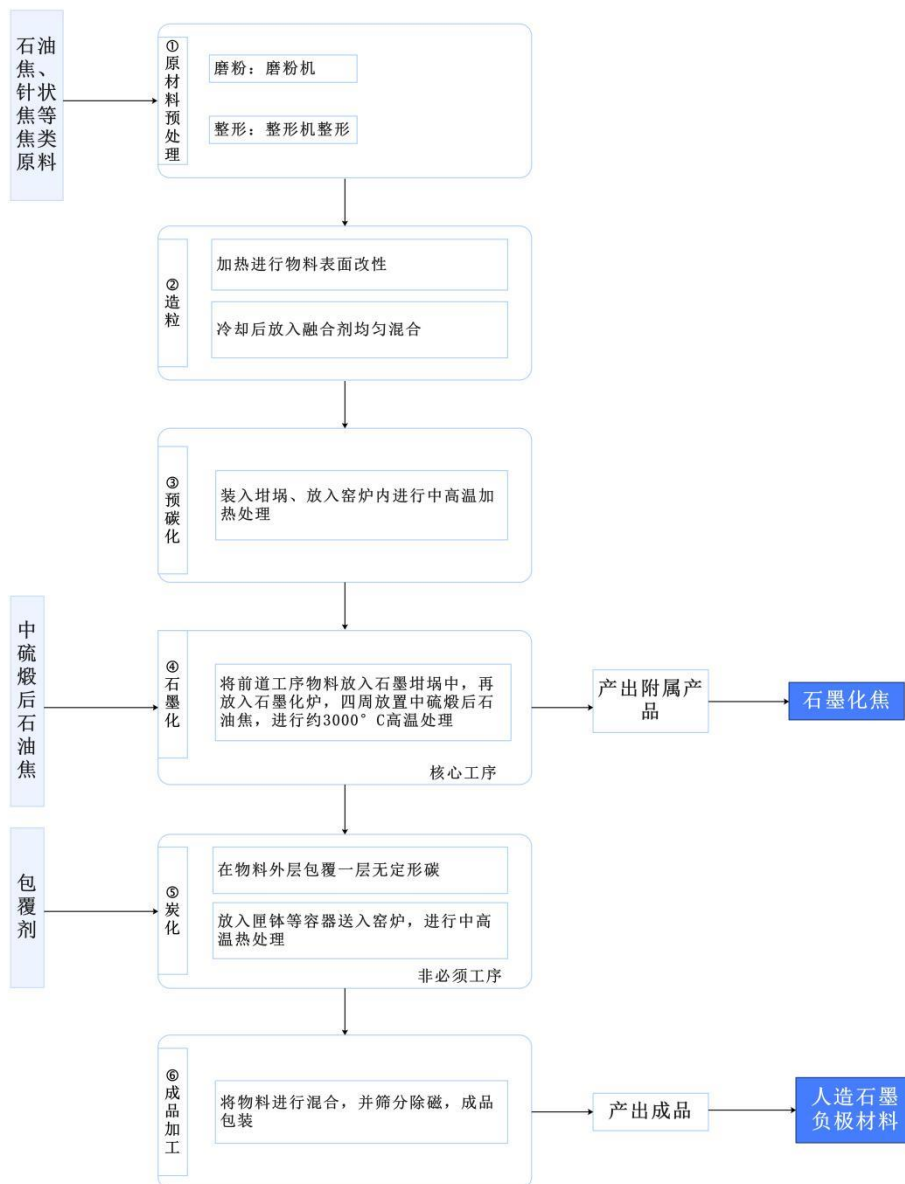 石油
焦、
针状
焦等
焦类
原料
①
原
材
料
预
处
理
磨粉：磨粉机
整形：整形机整形
②
造
粒
加热进行物料表面改性
冷却后放入融合剂均匀混合
③
预
碳
化
装入坩埚、放入窑炉内进行中高温加
热处理
中
硫
煅
后
石
油
焦
④
石
墨
化
将前道工序物料放入石墨坩埚中，再
放入石墨化炉，四周放置中硫煅后石
油焦，进行约3000°C高温处理
核心工序
产出附属产
品
石墨化焦
包
覆
剂
⑤
炭
化
在物料外层包覆一层无定形碳
放入匣钵等容器送入窑炉，进行中高
温热处理
非必须工序
⑥
成
品
加
工
将物料进行混合，并筛分除磁，成品
包装
产出成品
人造石墨
负极材料